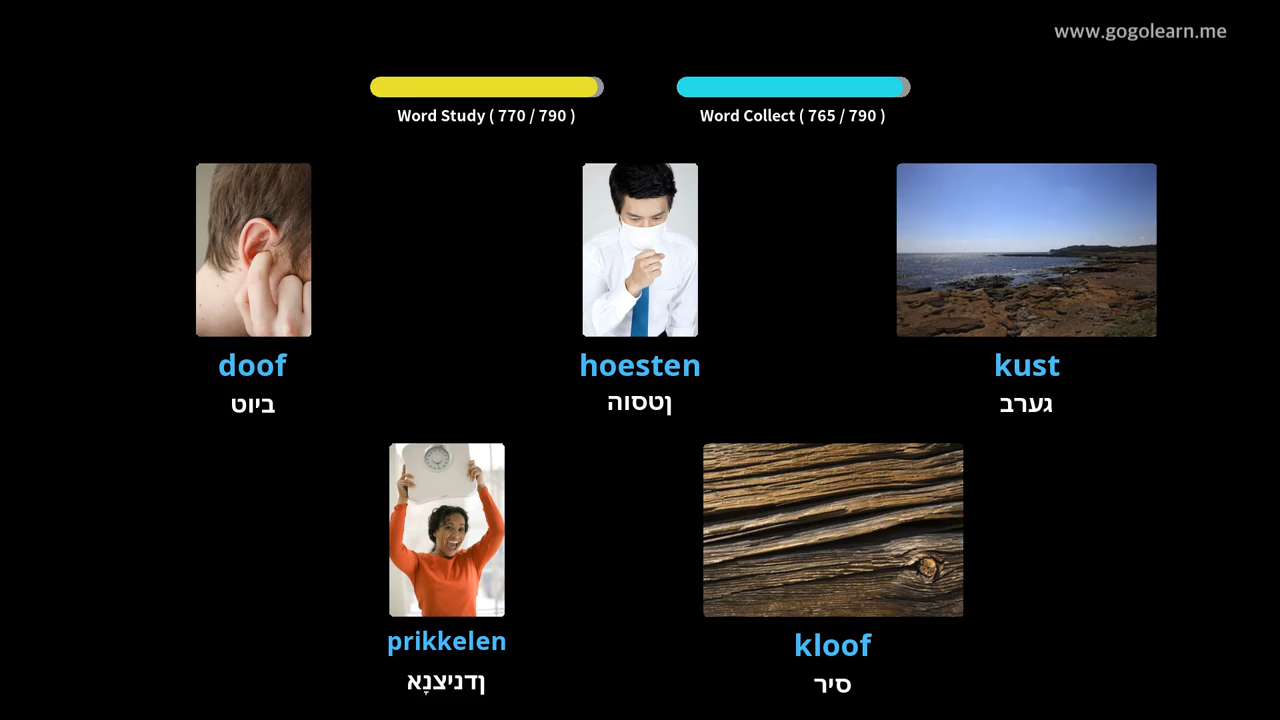 www.gogolearn.me
Word Study ( 770 / 790 )
Word Collect ( 765 / 790 )
doof
ביוט
hoesten
ןטסוה
kust
גערב
prikkelen
ןדניצנָא
kloof
סיר